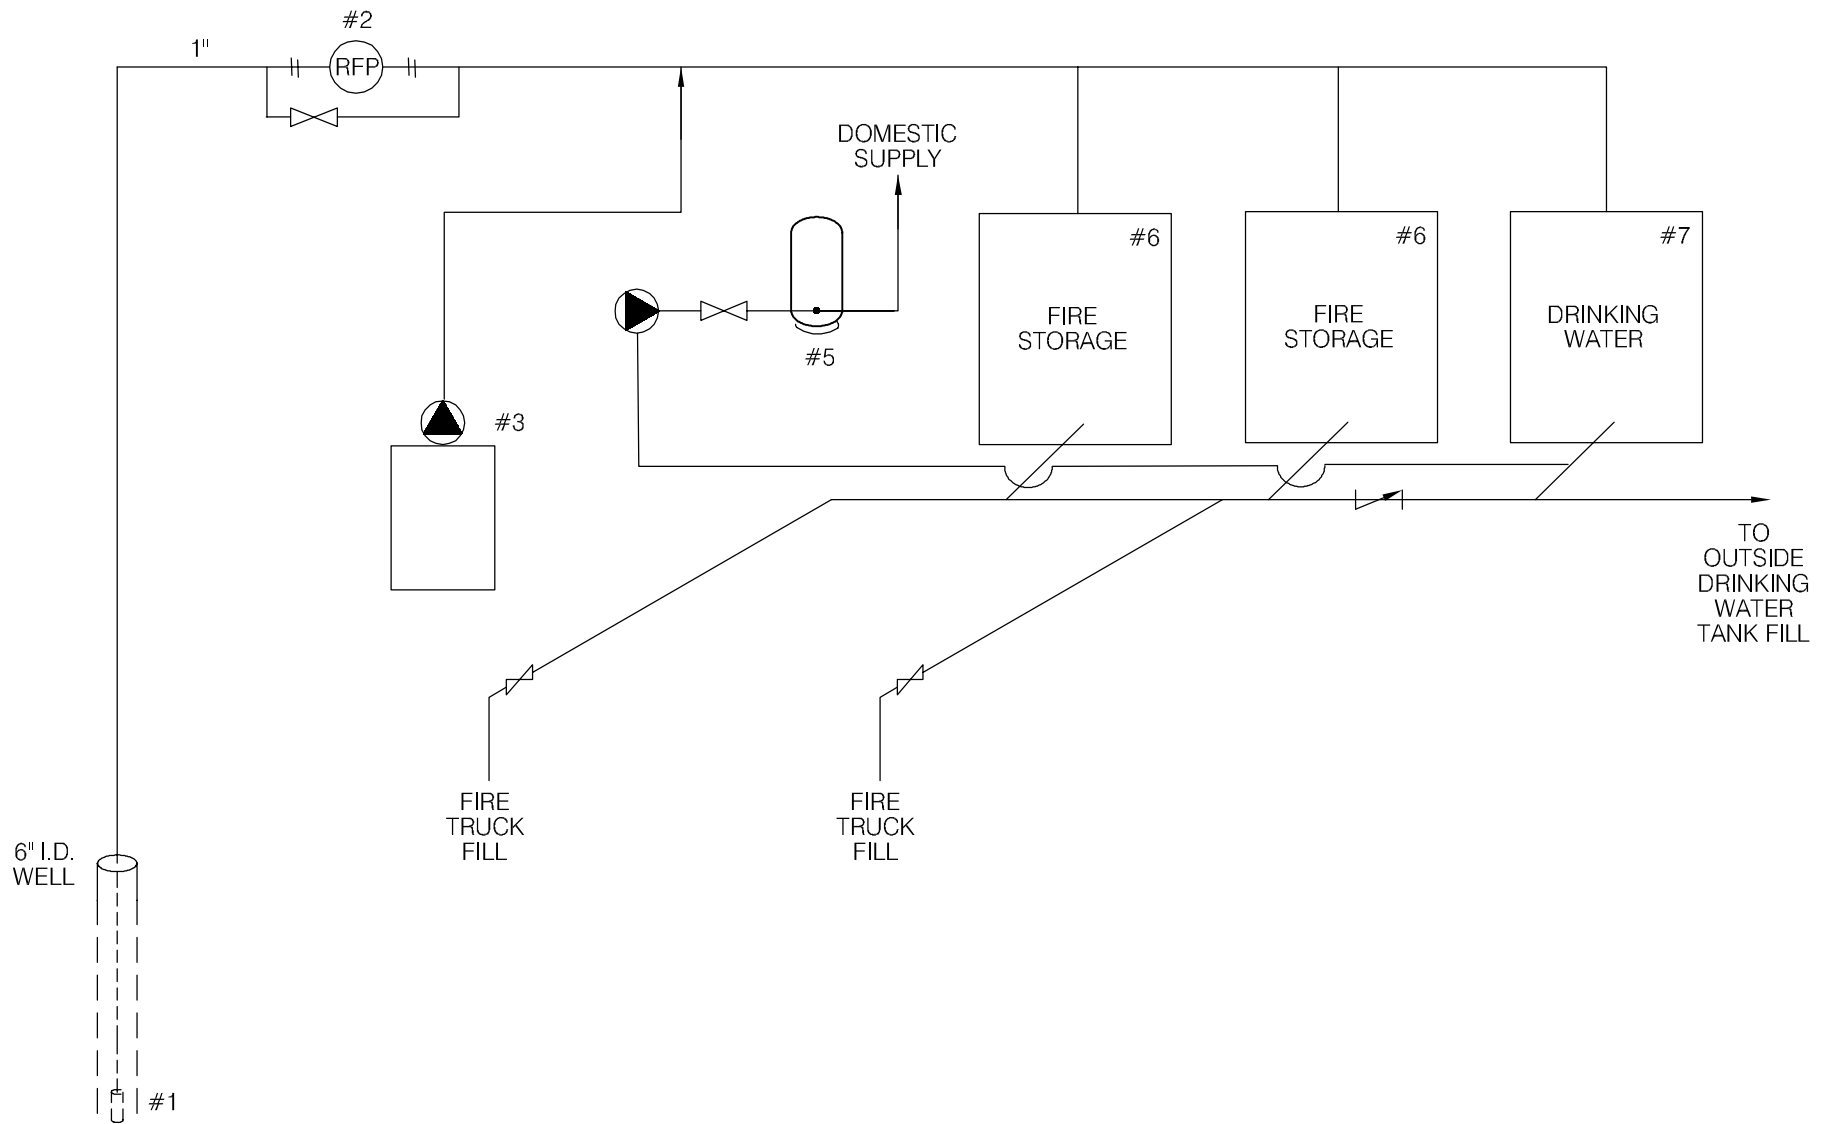 #2
1"
RFP
DOMESTIC
SUPPLY
#6
#6
#7
FIRE
STORAGE
FIRE
STORAGE
DRINKING
WATER
#5
#3
TO
OUTSIDE
DRINKING
WATER
TANK FILL
FIRE
TRUCK
FILL
FIRE
TRUCK
FILL
6" I.D.
WELL
#1